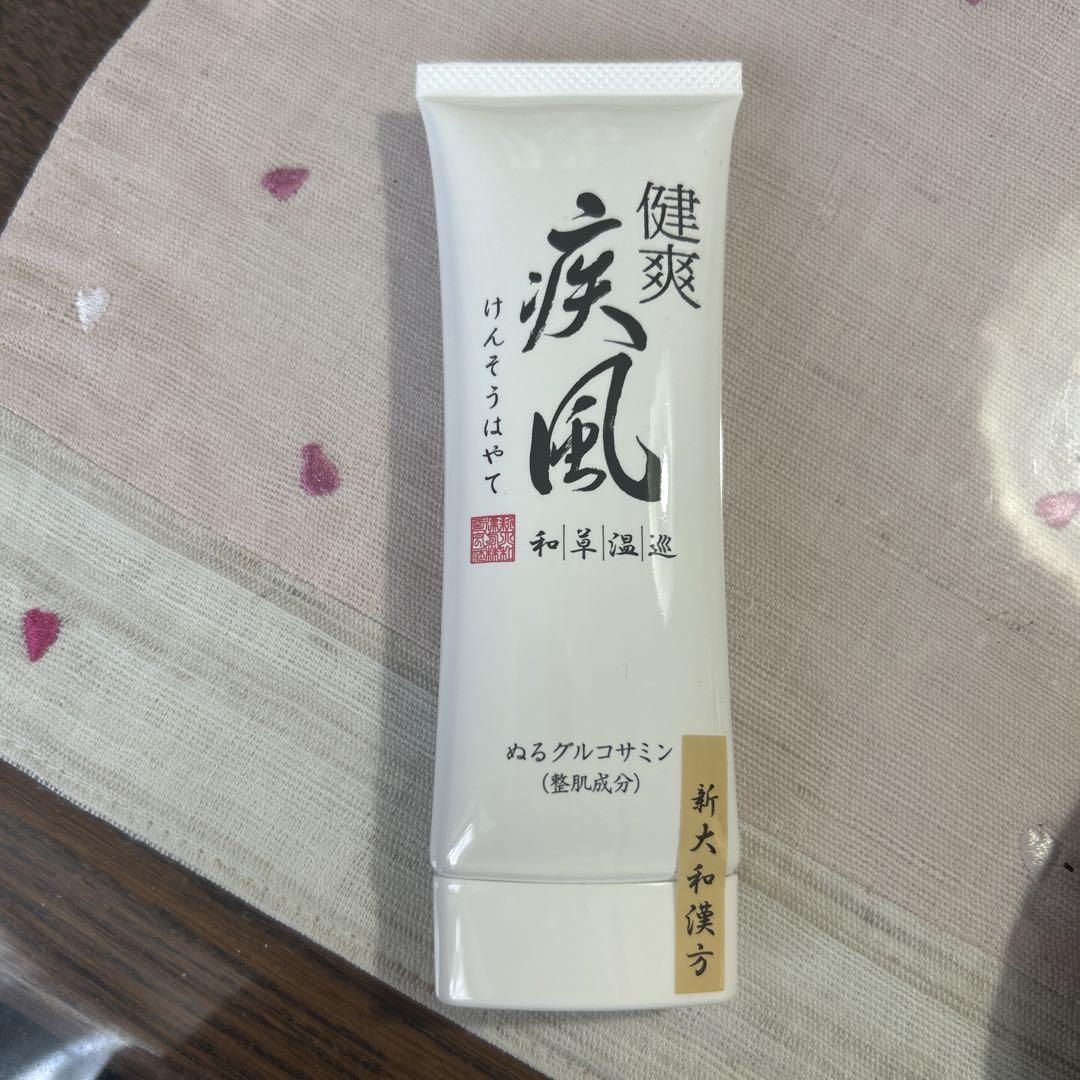 健爽
疾風
けんそうはやて
和|草|温|巡
ぬるグルコサミン
(整肌成分)
新大和漢方